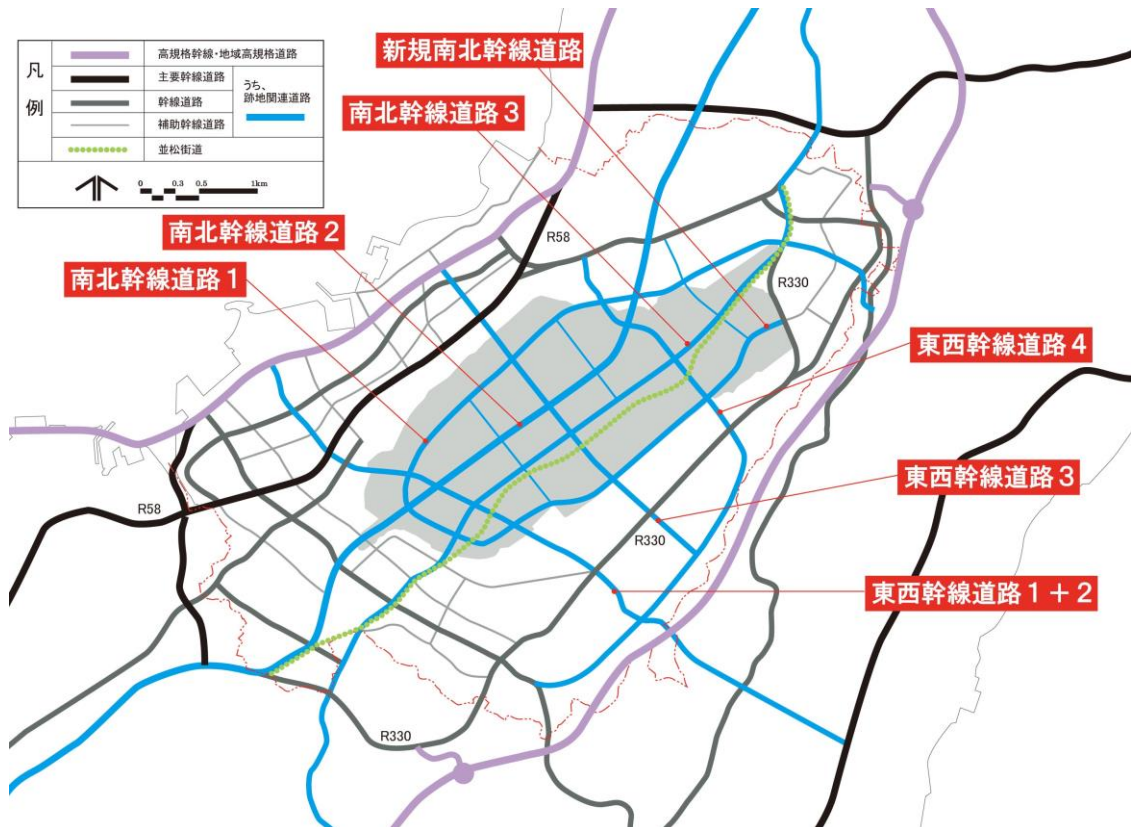 凡例
高規格幹線・地域高規格道路
主要幹線道路
幹線道路
補助幹線道路
うち、
跡地関連道路
並松街道
0 0.3 0.5 1km
新規南北幹線道路
南北幹線道路3
南北幹線道路2
南北幹線道路1
R58
R330
東西幹線道路4
東西幹線道路3
R58
R330
東西幹線道路1+2
R330